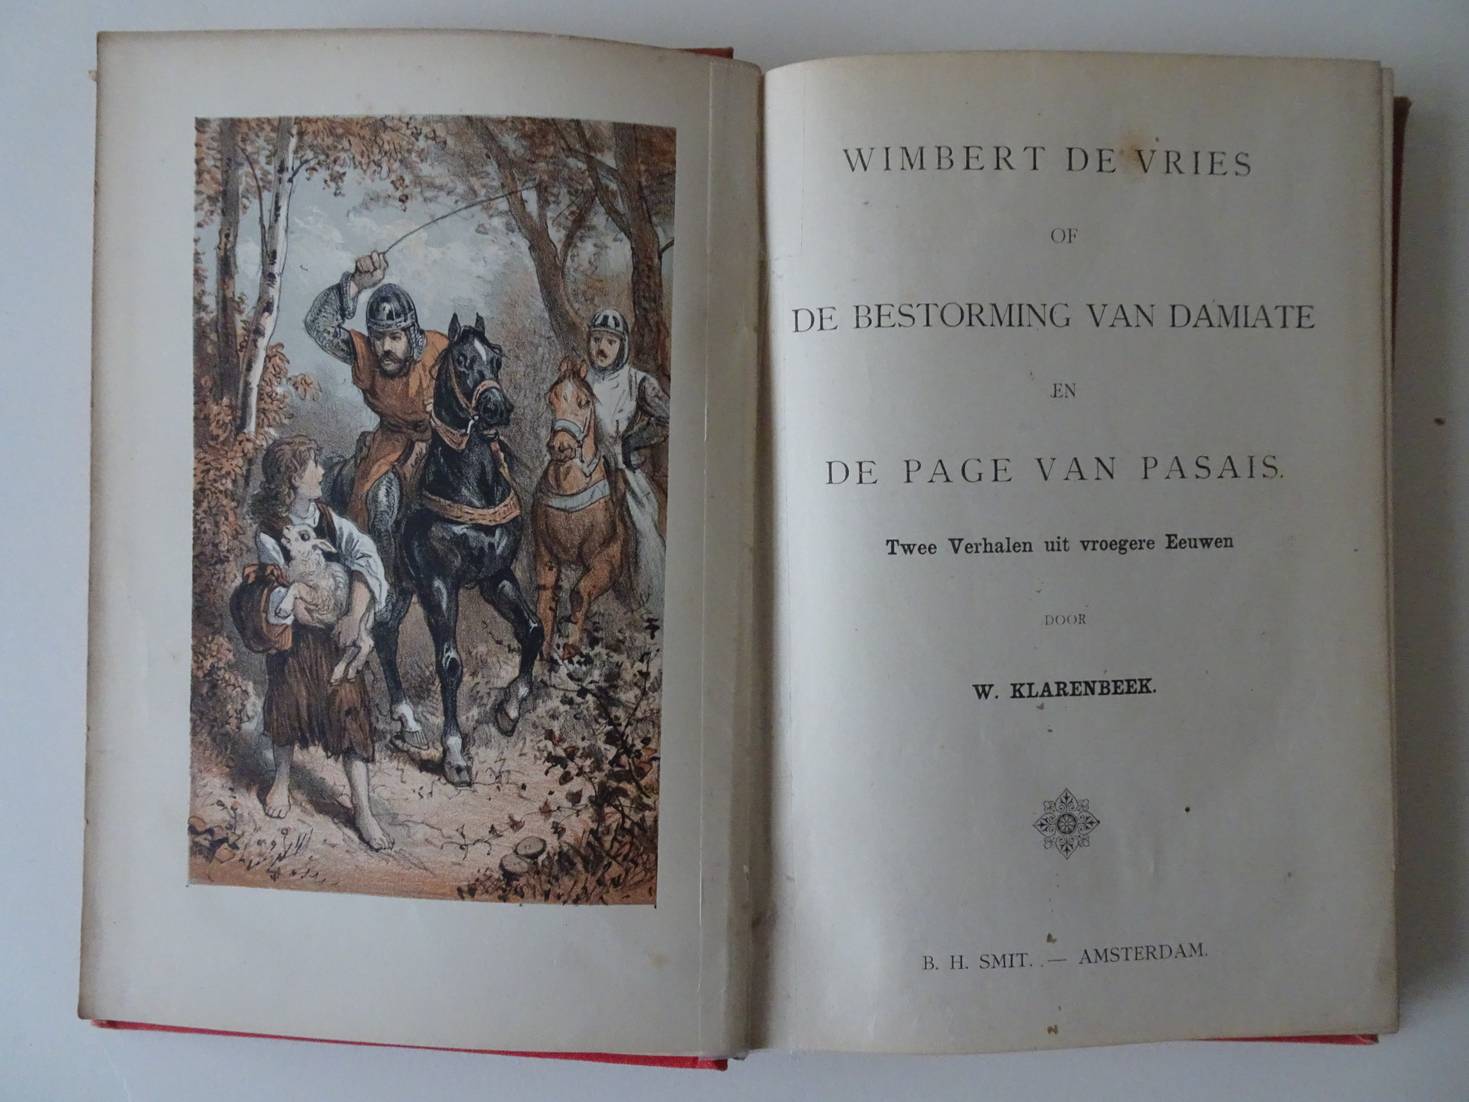 WIMBERT DE VRIES
OF
DE BESTORMING VAN DAMIATE
EN
DE PAGE VAN PASAIS.
Twee Verhalen uit vroegere Eeuwen
DOOR
W. KLARENBEEK.
B. H. SMIT. — AMSTERDAM.